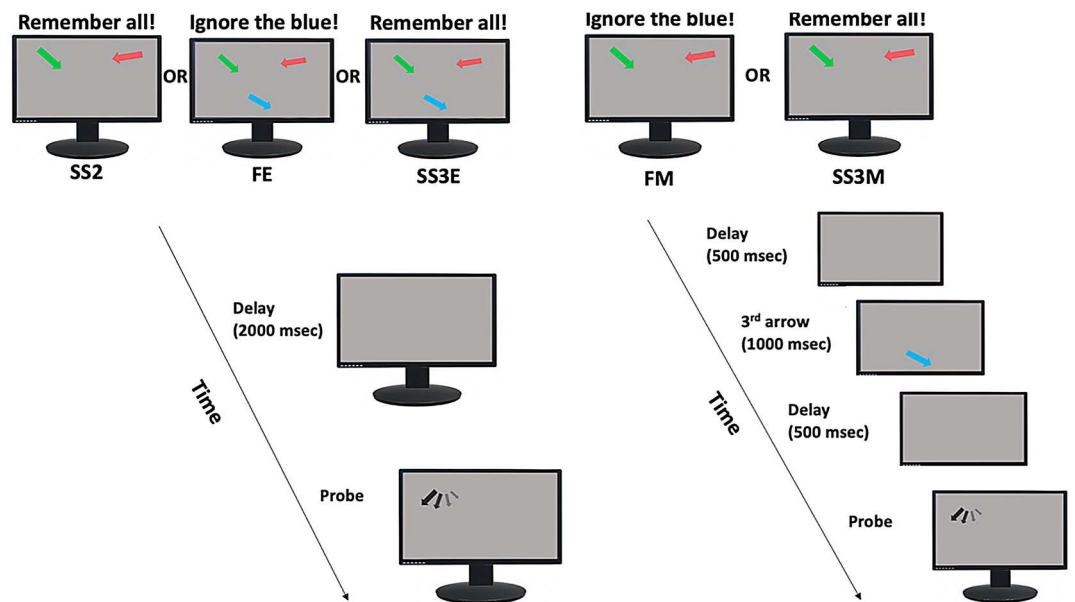 Remember all!
Ignore the blue!
Remember all!
Ignore the blue!
Remember all!
OR
OR
OR
SS2
FE
SS3E
FM
SS3M
Delay
(2000 msec)
Time
Probe
Delay
(500 msec)
3rd arrow
(1000 msec)
Delay
(500 msec)
Time
Probe